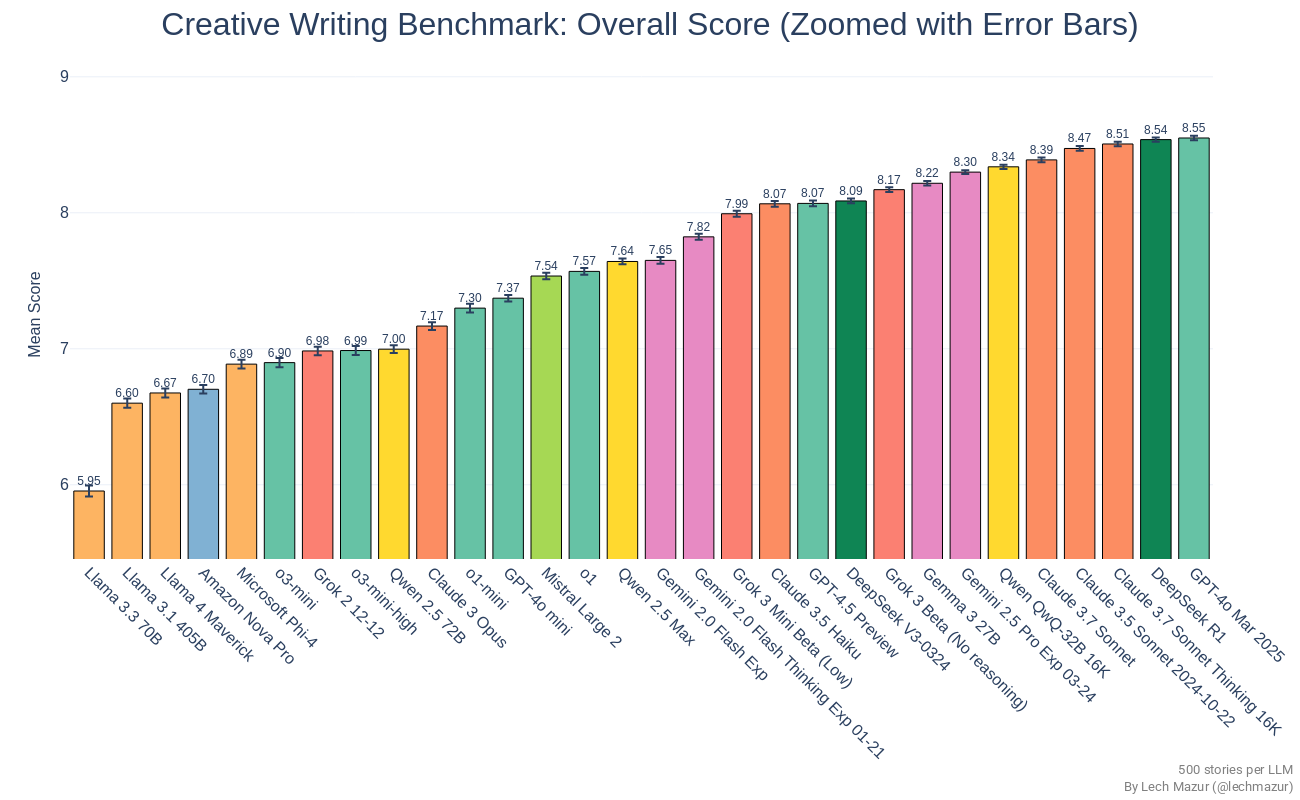 Creative Writing Benchmark: Overall Score (Zoomed with Error Bars)
Mean Score
9
8
7
6
5.95
6.60
6.67
6.70
6.89
6.90
6.98
6.99
7.00
7.17
7.30
7.37
7.54
7.57
7.64
7.65
7.82
7.99
8.07
8.07
8.09
8.17
8.22
8.30
8.34
8.39
8.47
8.51
8.54
8.55
Llama 3.3 70B
Llama 3.1 405B
Llama 4 Maverick
Amazon Nova Pro
Microsoft Phi-4
o3-mini
Grok 2 12-12
o3-mini-high
Qwen 2.5 72B
Claude 3 Opus
o1-mini
GPT-4o mini
Mistral Large 2
o1
Qwen 2.5 Max
Gemini 2.0 Flash Exp
Gemini 2.0 Flash Thinking Exp 01-21
Grok 3 Mini Beta (Low)
Claude 3.5 Haiku
GPT-4.5 Preview
DeepSeek V3-0324
Grok 3 Beta (No reasoning)
Gemma 3 27B
Gemini 2.5 Pro Exp 03-24
Qwen QwQ-32B 16K
Claude 3.7 Sonnet
Claude 3.5 Sonnet 2024-10-22
Claude 3.7 Sonnet Thinking 16K
DeepSeek R1
GPT-4o Mar 2025
500 stories per LLM
By Lech Mazur (@lechmazur)